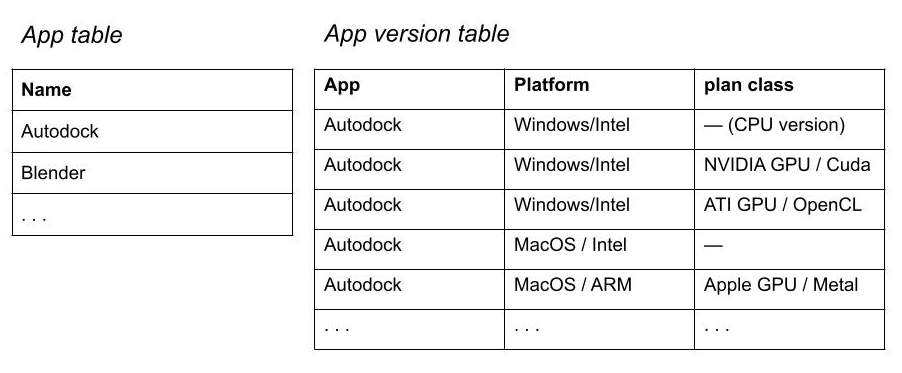 App table
Name
Autodock
Blender
. . .
App version table
App Platform plan class
Autodock Windows/Intel — (CPU version)
Autodock Windows/Intel NVIDIA GPU / Cuda
Autodock Windows/Intel ATI GPU / OpenCL
Autodock MacOS / Intel —
Autodock MacOS / ARM Apple GPU / Metal
. . . . . . . . .